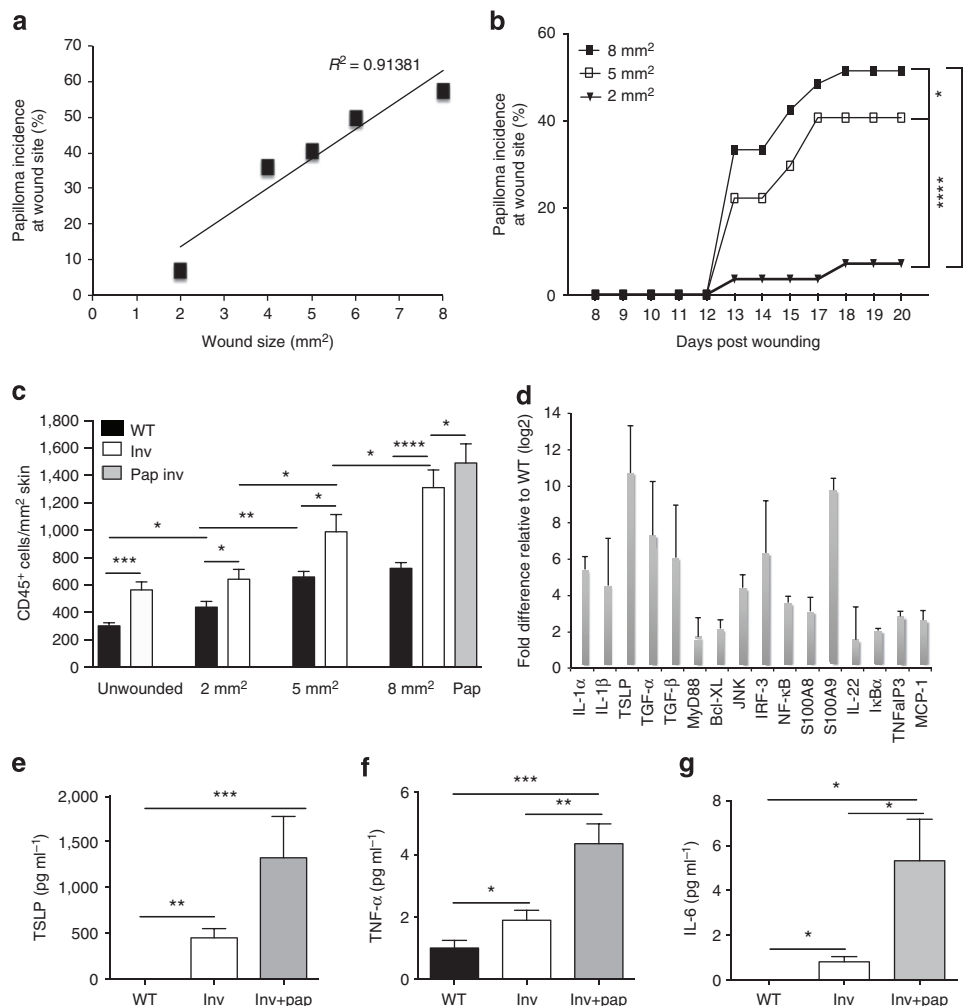 a
Papilloma incidence
at wound site (%)
70
60
50
40
30
20
10
0
R² = 0.91381
0 1 2 3 4 5 6 7 8
Wound size (mm²)
b
Papilloma incidence
at wound site (%)
60
40
20
0
8 mm²
5 mm²
2 mm²
*
****
8 9 10 11 12 13 14 15 17 18 19 20
Days post wounding
c
CD45⁺ cells/mm² skin
1,800
1,600
1,400
1,200
1,000
800
600
400
200
0
WT
Inv
Pap inv
***
*
*
**
*
*
*
****
*
Unwounded 2 mm² 5 mm² 8 mm² Pap
d
Fold difference relative to WT (log2)
14
12
10
8
6
4
2
0
IL-1α
IL-1β
TSLP
TGF-α
TGF-β
MyD88
Bcl-XL
JNK
IRF-3
NF-κB
S100A8
S100A9
IL-22
IκBα
TNFaIP3
MCP-1
e
TSLP (pg ml⁻¹)
2,000
1,500
1,000
500
0
***
**
WT Inv Inv+pap
f
TNF-α (pg ml⁻¹)
6
4
2
0
***
**
*
WT Inv Inv+pap
g
IL-6 (pg ml⁻¹)
8
6
4
2
0
*
*
*
WT Inv Inv+pap